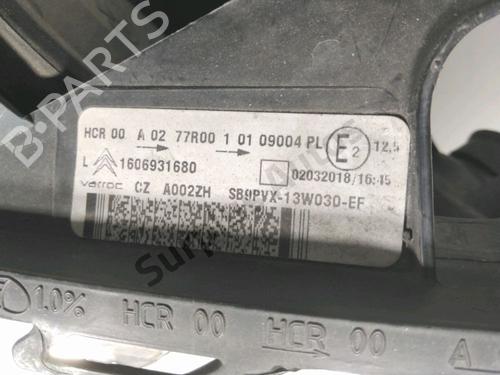 B-PARTS
HCR 00 A 02 77R00 1 01 09004 PL E2 12,5
L 1606931680 02032018/16:45
varroc CZ A002ZH SB9PVX-13W030-EF
1.0% HCR 00 HCR 00 A